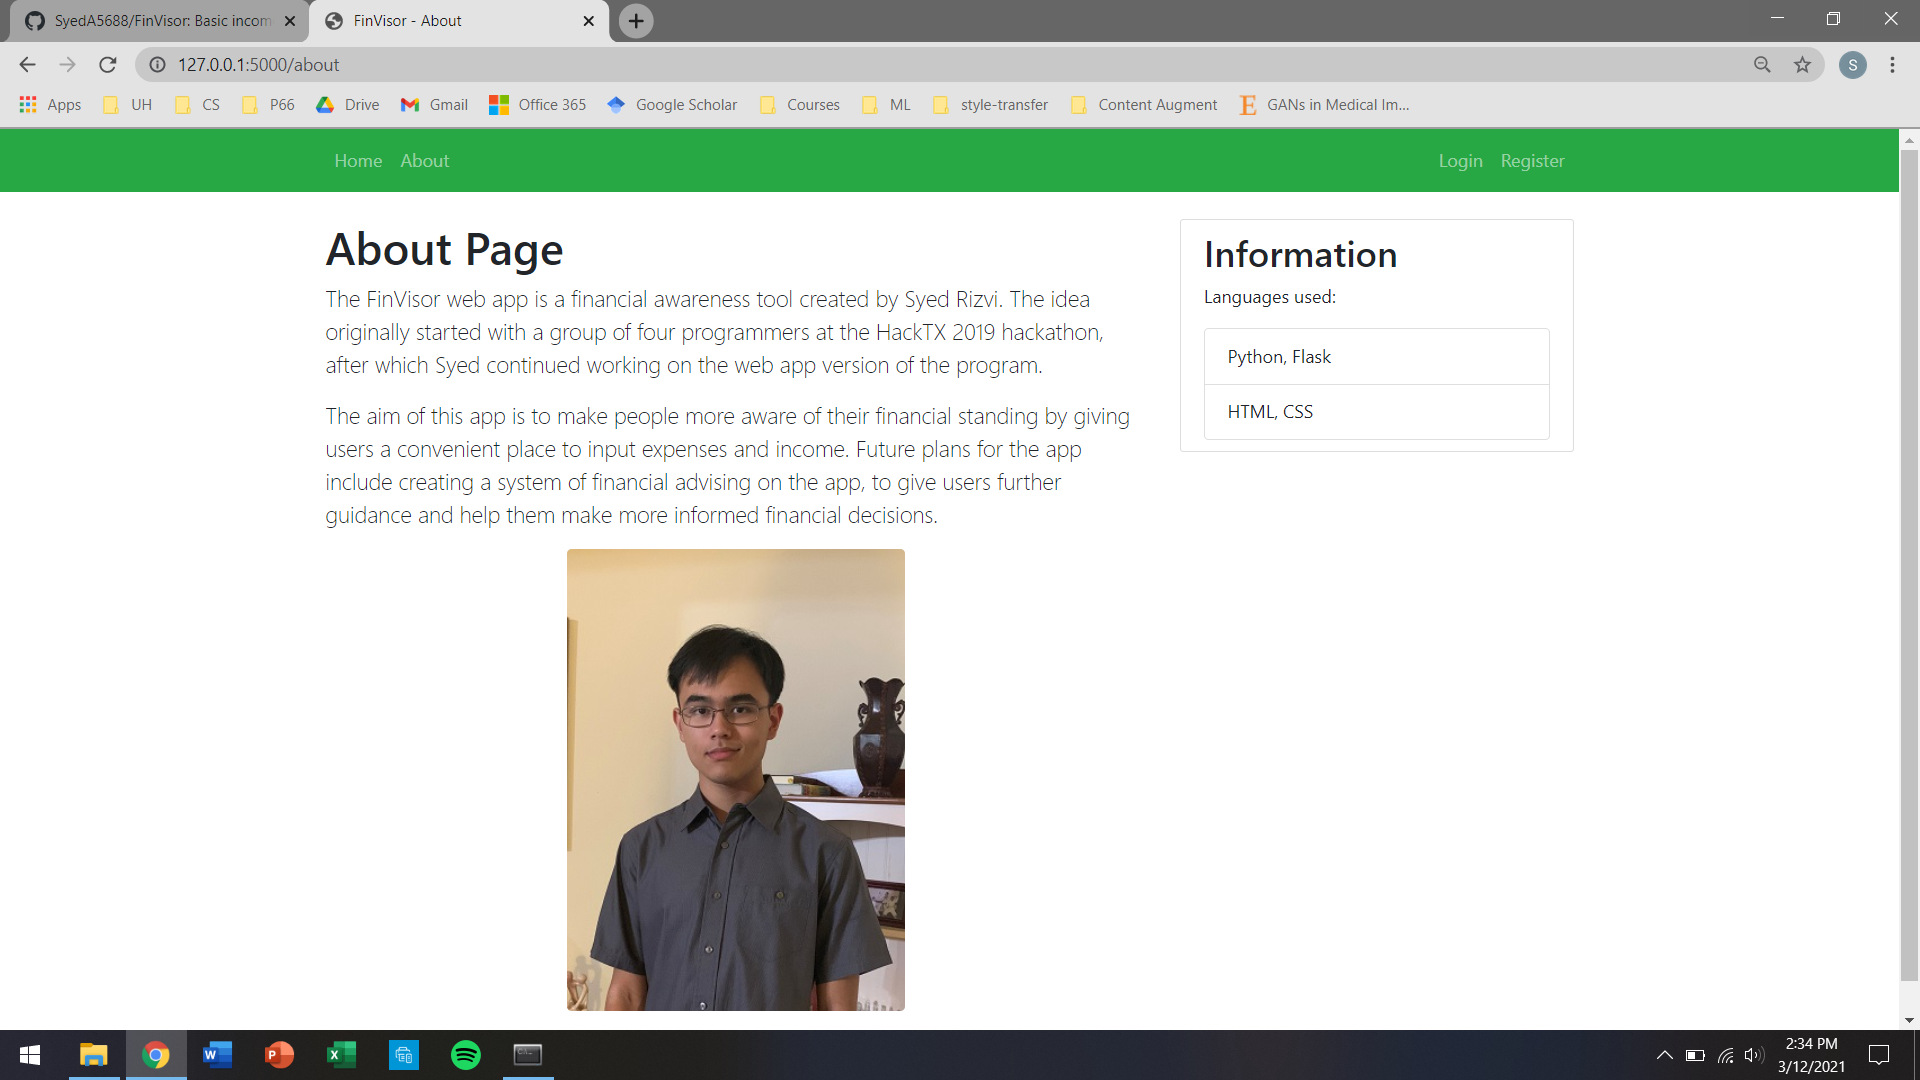 SyedA5688/FinVisor: Basic incom
FinVisor - About
127.0.0.1:5000/about
S
Apps UH CS P66 Drive Gmail Office 365 Google Scholar Courses ML style-transfer Content Augment E GANs in Medical Im...
Home About Login Register
About Page
The FinVisor web app is a financial awareness tool created by Syed Rizvi. The idea
originally started with a group of four programmers at the HackTX 2019 hackathon,
after which Syed continued working on the web app version of the program.
The aim of this app is to make people more aware of their financial standing by giving
users a convenient place to input expenses and income. Future plans for the app
include creating a system of financial advising on the app, to give users further
guidance and help them make more informed financial decisions.
Information
Languages used:
Python, Flask
HTML, CSS
W P X
2:34 PM
3/12/2021